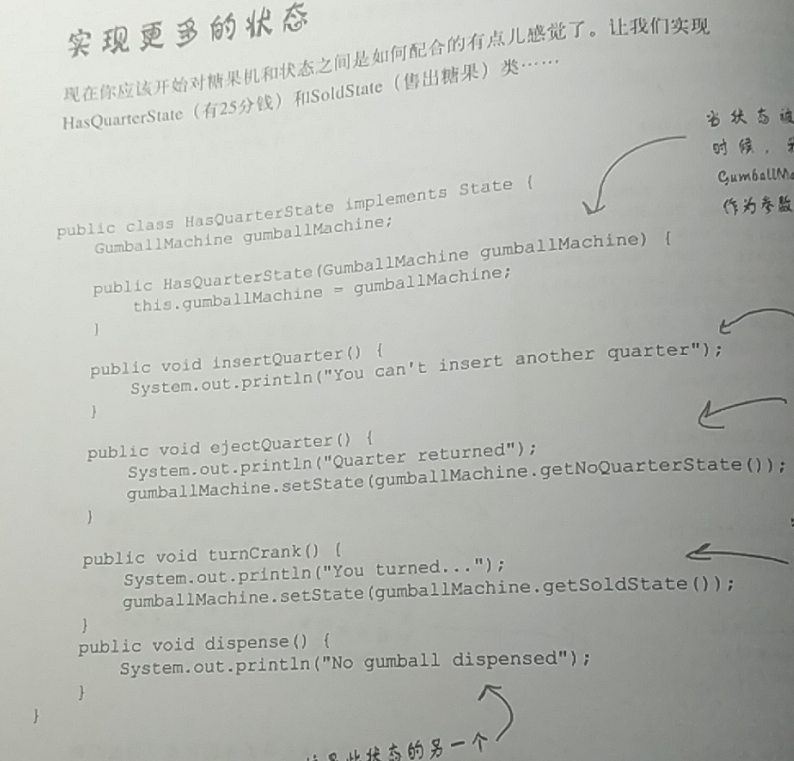 实现更多的状态
现在你应该开始对糖果机和状态之间是如何配合的有点儿感觉了。让我们实现
HasQuarterState（有25分钱）和SoldState（售出糖果）类……
当状态被
时候，
GumballMa
作为参数
public class HasQuarterState implements State {
GumballMachine gumballMachine;
public HasQuarterState(GumballMachine gumballMachine) {
this.gumballMachine = gumballMachine;
}
public void insertQuarter() {
System.out.println("You can't insert another quarter");
}
public void ejectQuarter() {
System.out.println("Quarter returned");
gumballMachine.setState(gumballMachine.getNoQuarterState());
}
public void turnCrank() {
System.out.println("You turned...");
gumballMachine.setState(gumballMachine.getSoldState());
}
public void dispense() {
System.out.println("No gumball dispensed");
}
}
此状态的另一个